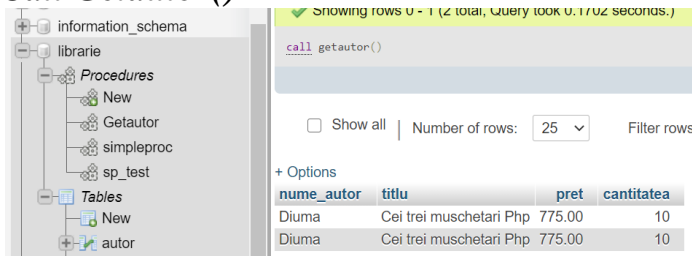 information_schema
librarie
Procedures
New
Getautor
simpleproc
sp_test
Tables
New
autor
Showing rows 0 - 1 (2 total, Query took 0.1702 seconds.)
call getautor()
Show all | Number of rows: 25 Filter rows
+ Options
nume_autor titlu pret cantitatea
Diuma Cei trei muschetari Php 775.00 10
Diuma Cei trei muschetari Php 775.00 10